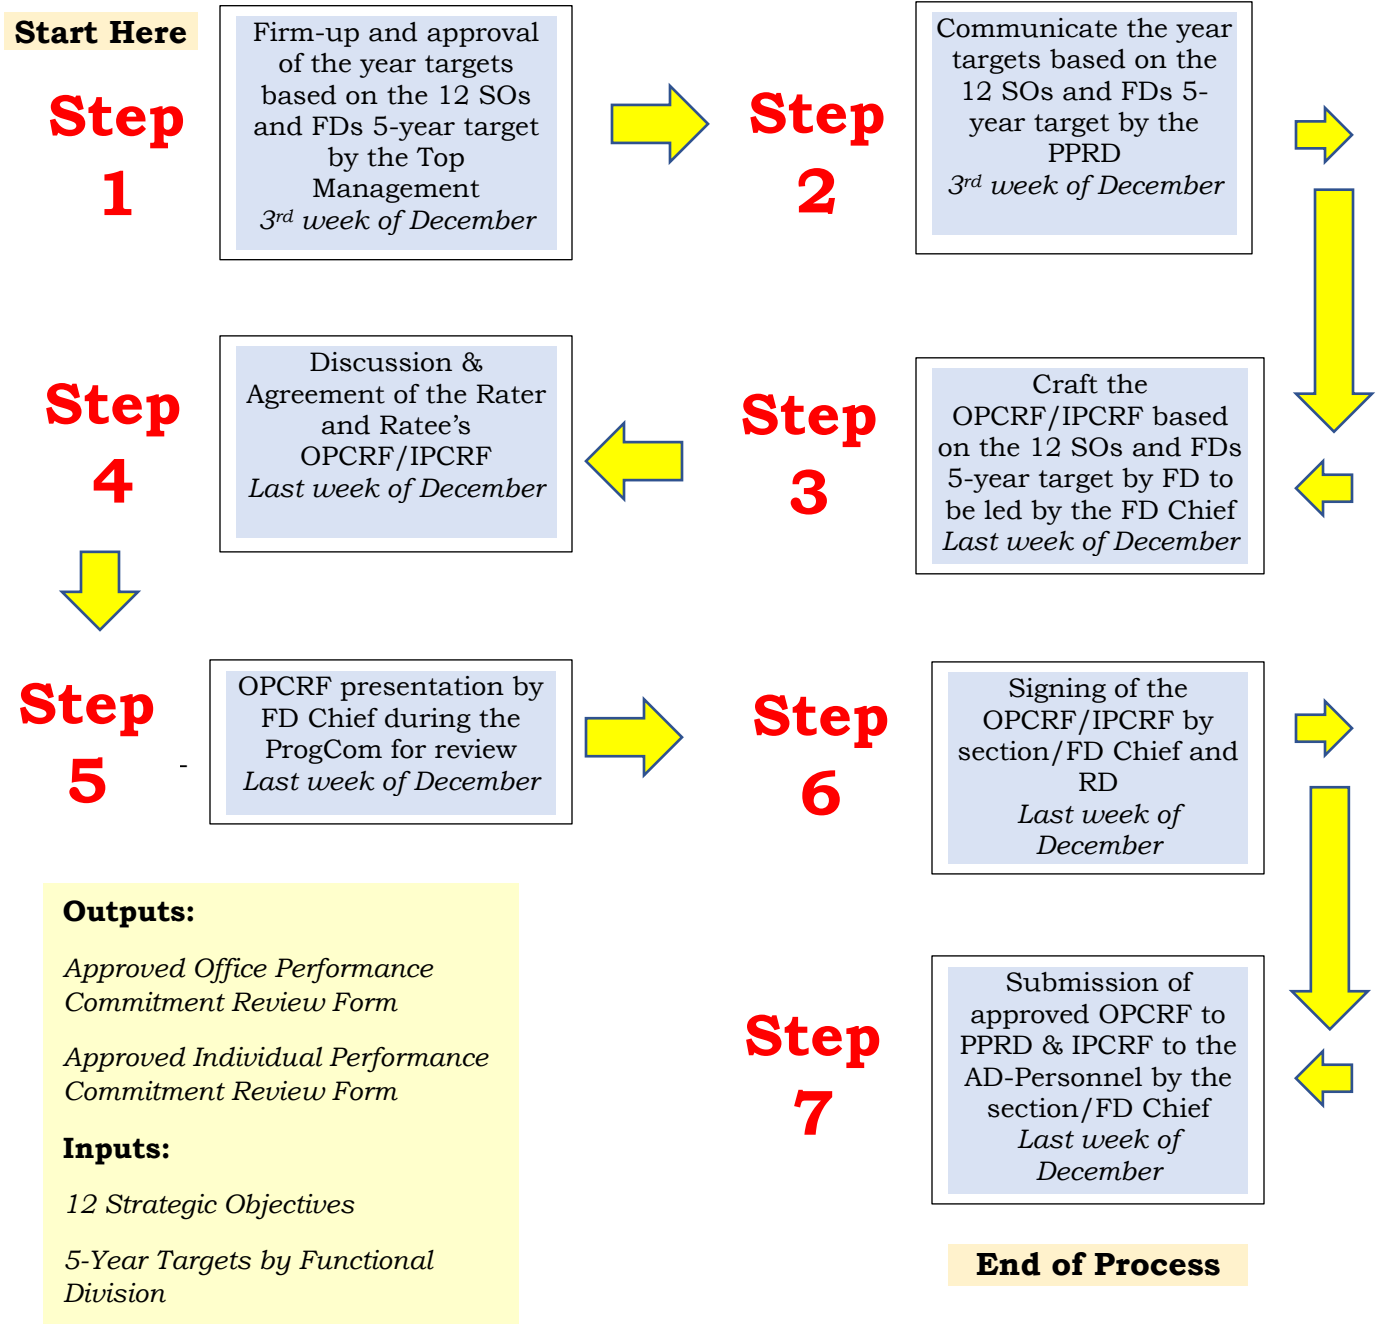 Start Here
Step
1
Firm-up and approval
of the year targets
based on the 12 SOs
and FDs 5-year target
by the Top
Management
3rd week of December
Step
2
Communicate the year
targets based on the
12 SOs and FDs 5-
year target by the
PPRD
3rd week of December
Step
3
Craft the
OPCRF/IPCRF based
on the 12 SOs and FDs
5-year target by FD to
be led by the FD Chief
Last week of December
Step
4
Discussion &
Agreement of the Rater
and Ratee's
OPCRF/IPCRF
Last week of December
Step
5
-
OPCRF presentation by
FD Chief during the
ProgCom for review
Last week of December
Step
6
Signing of the
OPCRF/IPCRF by
section/FD Chief and
RD
Last week of
December
Step
7
Submission of
approved OPCRF to
PPRD & IPCRF to the
AD-Personnel by the
section/FD Chief
Last week of
December
End of Process
Outputs:
Approved Office Performance
Commitment Review Form
Approved Individual Performance
Commitment Review Form
Inputs:
12 Strategic Objectives
5-Year Targets by Functional
Division